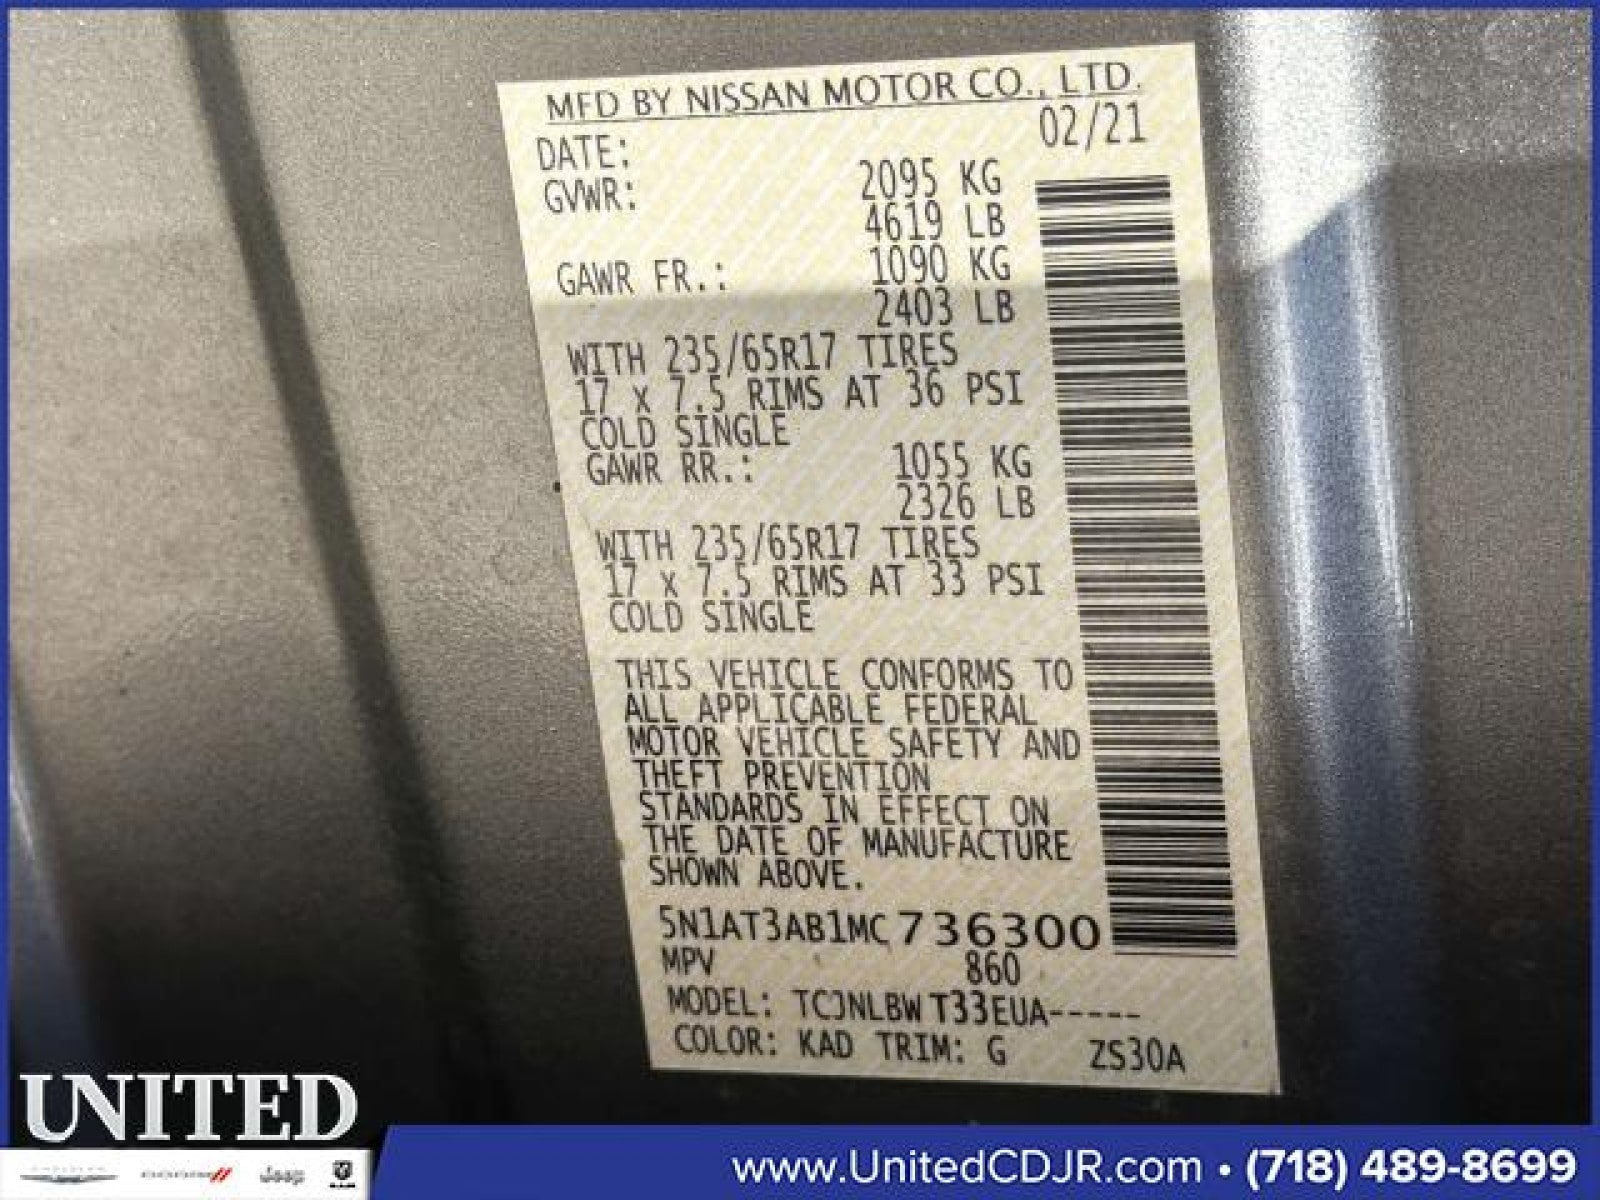 MFD BY NISSAN MOTOR CO., LTD.
DATE: 02/21
GVWR: 2095 KG
4619 LB
GAWR FR.: 1090 KG
2403 LB
WITH 235/65R17 TIRES
17 x 7.5 RIMS AT 36 PSI
COLD SINGLE
GAWR RR.: 1055 KG
2326 LB
WITH 235/65R17 TIRES
17 x 7.5 RIMS AT 33 PSI
COLD SINGLE
THIS VEHICLE CONFORMS TO
ALL APPLICABLE FEDERAL
MOTOR VEHICLE SAFETY AND
THEFT PREVENTION
STANDARDS IN EFFECT ON
THE DATE OF MANUFACTURE
SHOWN ABOVE.
5N1AT3AB1MC736300
MPV 860
MODEL: TCJNLBW T33EUA-----
COLOR: KAD TRIM: G ZS30A
UNITED
DODGE Jeep
www.UnitedCDJR.com • (718) 489-8699